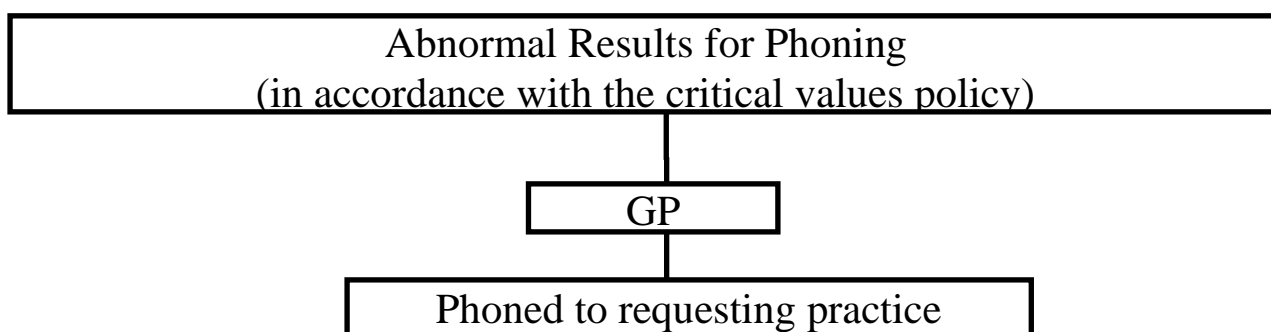 Abnormal Results for Phoning
(in accordance with the critical values policy)
GP
Phoned to requesting practice